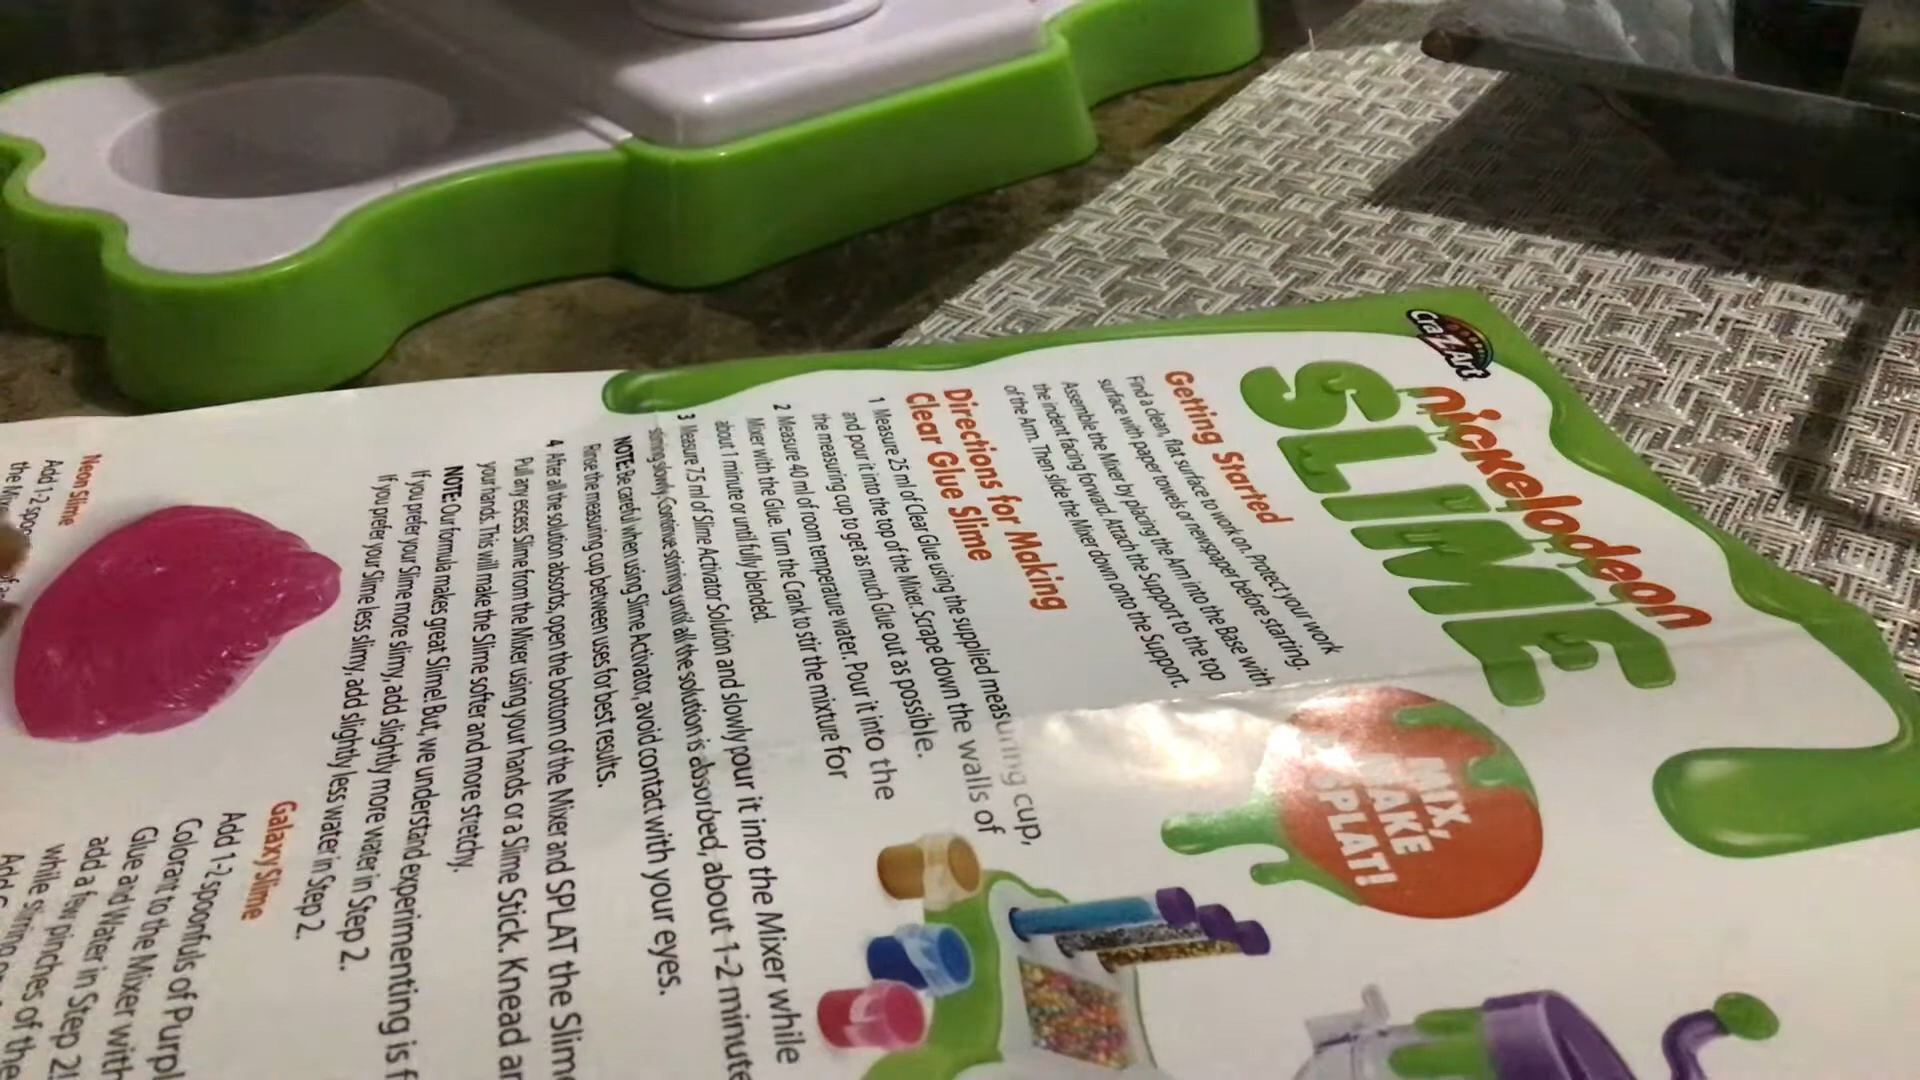 Cra Z Art
nickelodeon
SLIME
MIX,
MAKE
SPLAT!
Getting Started
Find a clean, flat surface to work on. Protect your work
surface with paper towels or newspaper before starting.
Assemble the Mixer by placing the Arm into the Base with
the indent facing forward. Attach the Support to the top
of the Arm. Then slide the Mixer down onto the Support.
Directions for Making
Clear Glue Slime
1 Measure 25 ml of Clear Glue using the supplied measuring cup,
and pour it into the top of the Mixer. Scrape down the walls of
the measuring cup to get as much Glue out as possible.
2 Measure 40 ml of room temperature water. Pour it into the
Mixer with the Glue. Turn the Crank to stir the mixture for
about 1 minute or until fully blended.
3 Measure 7.5 ml of Slime Activator Solution and slowly pour it into the Mixer while
stirring slowly. Continue stirring until all the solution is absorbed, about 1-2 minute
NOTE: Be careful when using Slime Activator, avoid contact with your eyes.
Rinse the measuring cup between uses for best results.
4 After all the solution absorbs, open the bottom of the Mixer and SPLAT the Slime
Pull any excess Slime from the Mixer using your hands or a Slime Stick. Knead an
your hands. This will make the Slime softer and more stretchy.
NOTE: Our formula makes great Slime! But, we understand experimenting is f
If you prefer your Slime more slimy, add slightly more water in Step 2.
If you prefer your Slime less slimy, add slightly less water in Step 2.
Neon Slime
Add 1-2 spoon
the Mixe
Galaxy Slime
Add 1-2 spoonfuls of Purpl
Colorant to the Mixer with
Glue and Water in Step 2!
add a few pinches of the
while stirring
Add